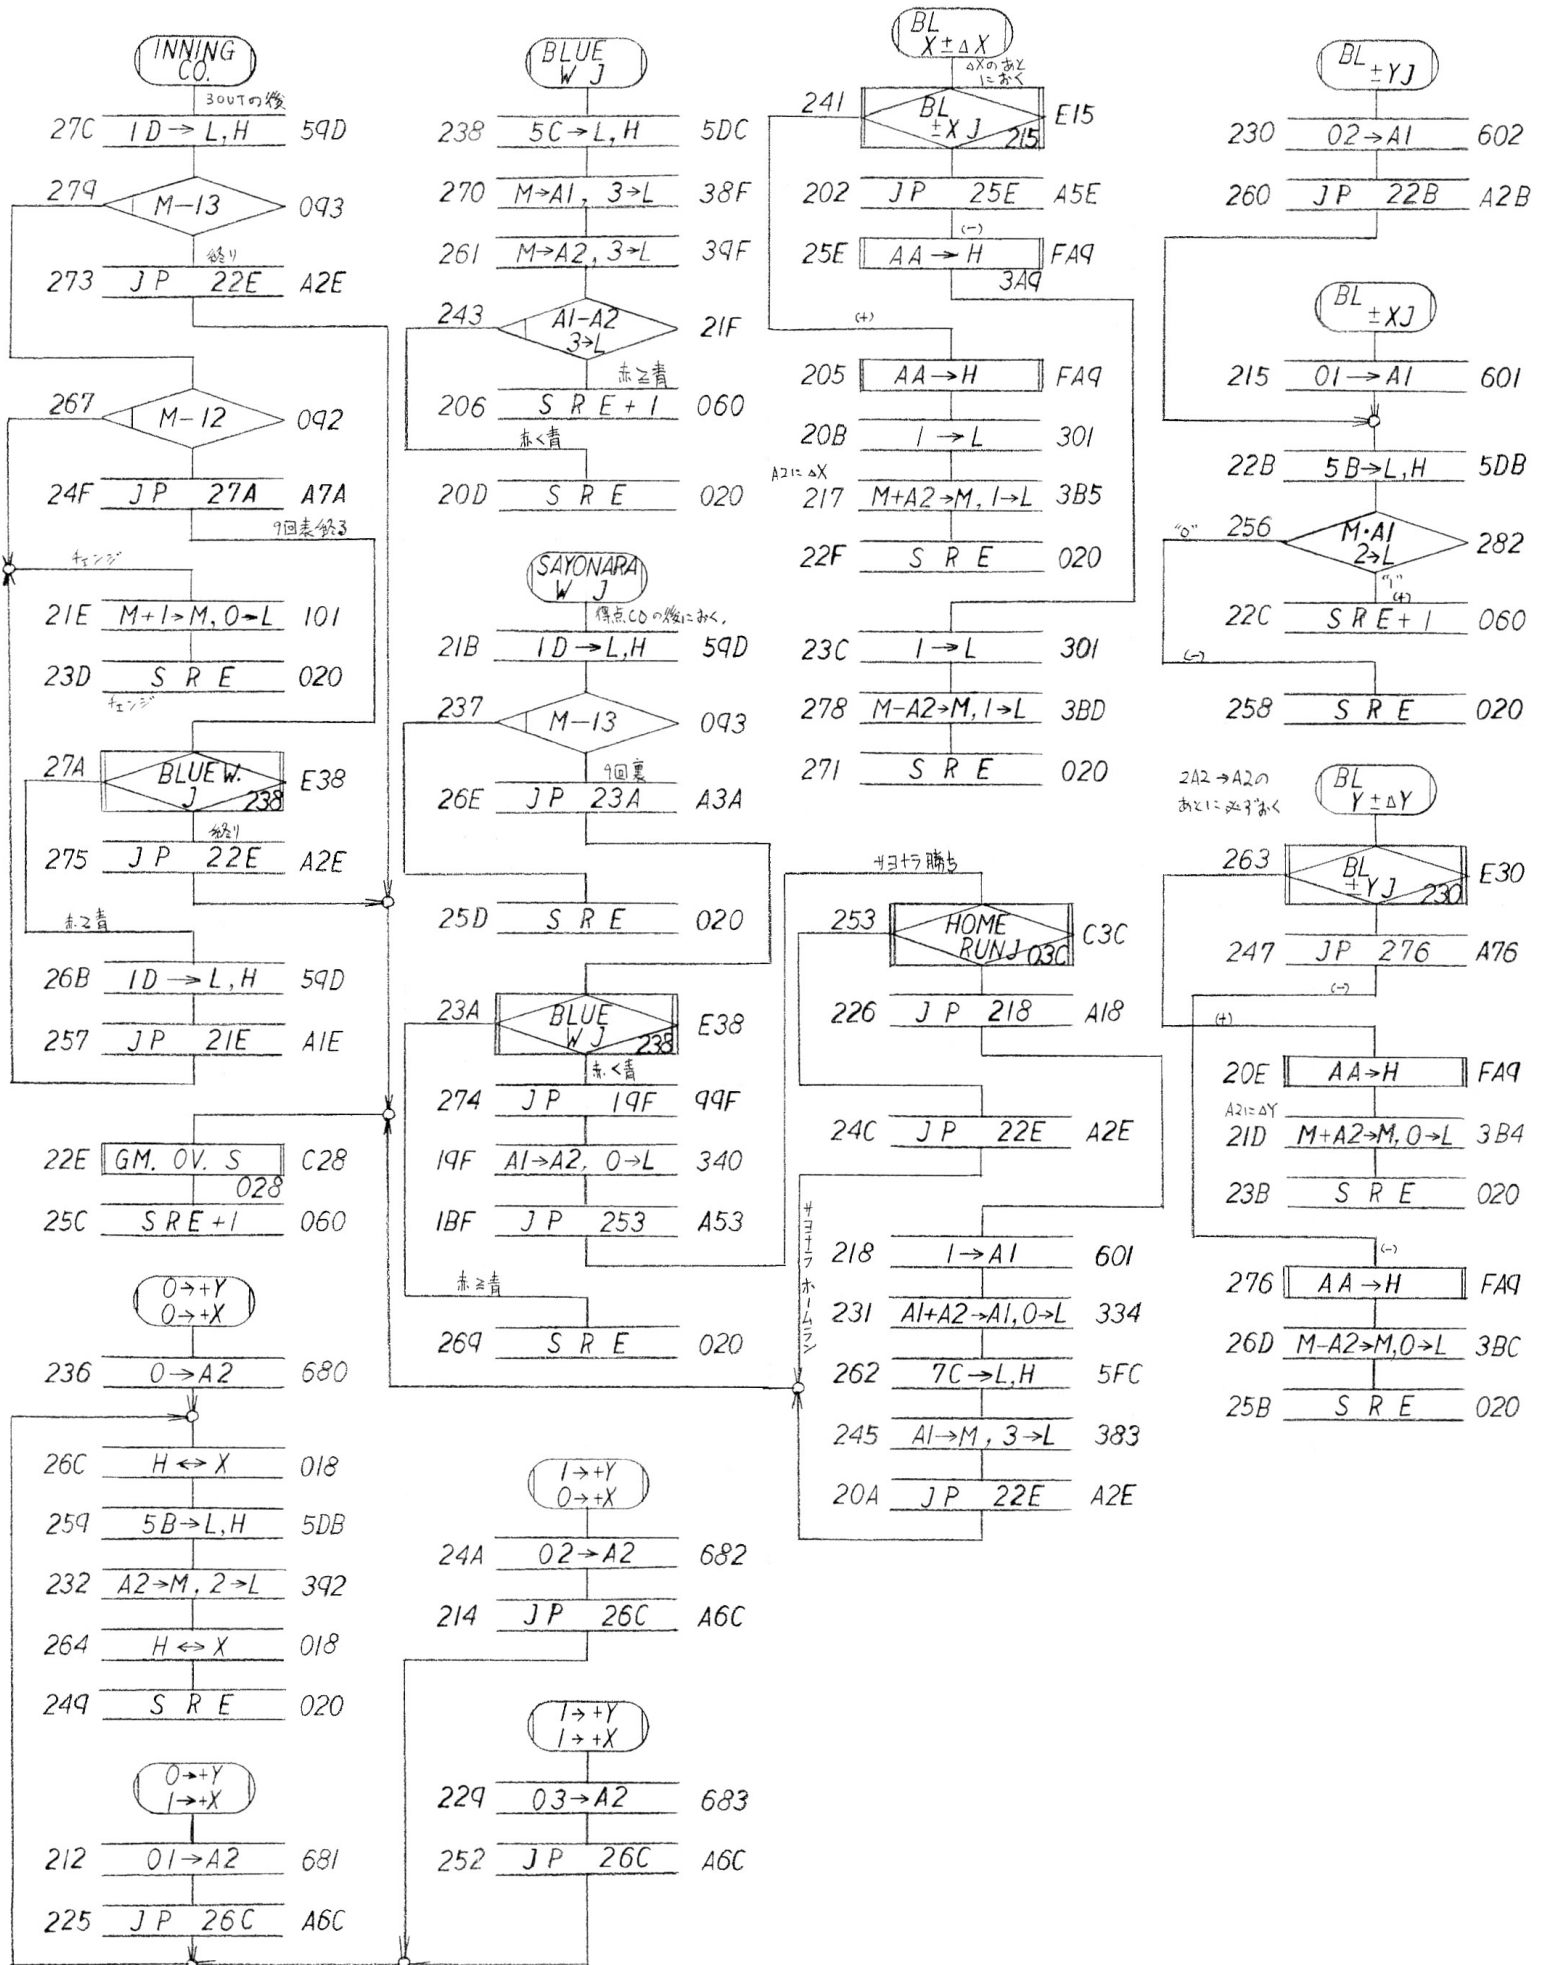 INNING
CO.
3OUTの後
27C 1D→L,H 59D
279 M-13 093
終り
273 JP 22E A2E
267 M-12 092
24F JP 27A A7A
9回表終る
チェンジ
21E M+1→M, 0→L 101
23D SRE 020
チェンジ
27A BLUE W. J 238 E38
終り
275 JP 22E A2E
赤≧青
26B 1D→L,H 59D
257 JP 21E A1E
22E GM. OV. S 028 C28
25C SRE+1 060
0→+Y
0→+X
236 0→A2 680
26C H↔X 018
259 5B→L,H 5DB
232 A2→M, 2→L 392
264 H↔X 018
249 SRE 020
0→+Y
1→+X
212 01→A2 681
225 JP 26C A6C
BLUE
W J
238 5C→L,H 5DC
270 M→A1, 3→L 38F
261 M→A2, 3→L 39F
243 A1-A2 3→L 21F
赤≧青
206 SRE+1 060
赤<青
20D SRE 020
SAYONARA
W J
得点COの後におく.
21B 1D→L,H 59D
237 M-13 093
9回裏
26E JP 23A A3A
25D SRE 020
23A BLUE W J 238 E38
赤<青
274 JP 19F 99F
19F A1→A2, 0→L 340
1BF JP 253 A53
赤≧青
269 SRE 020
1→+Y
0→+X
24A 02→A2 682
214 JP 26C A6C
1→+Y
1→+X
229 03→A2 683
252 JP 26C A6C
BL
X±ΔX
ΔXのあと
におく
241 BL ±XJ 215 E15
202 JP 25E A5E
(-)
25E AA→H 3A9 FA9
(+)
205 AA→H FA9
20B 1→L 301
A2にΔX
217 M+A2→M, 1→L 3B5
22F SRE 020
23C 1→L 301
278 M-A2→M, 1→L 3BD
271 SRE 020
サヨナラ勝ち
253 HOME RUNJ 03C C3C
226 JP 218 A18
24C JP 22E A2E
サヨナラ ホームラン
218 1→A1 601
231 A1+A2→A1, 0→L 334
262 7C→L,H 5FC
245 A1→M, 3→L 383
20A JP 22E A2E
BL
±YJ
230 02→A1 602
260 JP 22B A2B
BL
±XJ
215 01→A1 601
22B 5B→L,H 5DB
"0" 256 M·A1 2→L 282
"1"
(+)
22C SRE+1 060
(-)
258 SRE 020
2A2→A2の
あとに必ずおく
BL
Y±ΔY
263 BL ±YJ 230 E30
247 JP 276 A76
(-)
(+)
20E AA→H FA9
A2にΔY
21D M+A2→M, 0→L 3B4
23B SRE 020
(-)
276 AA→H FA9
26D M-A2→M, 0→L 3BC
25B SRE 020